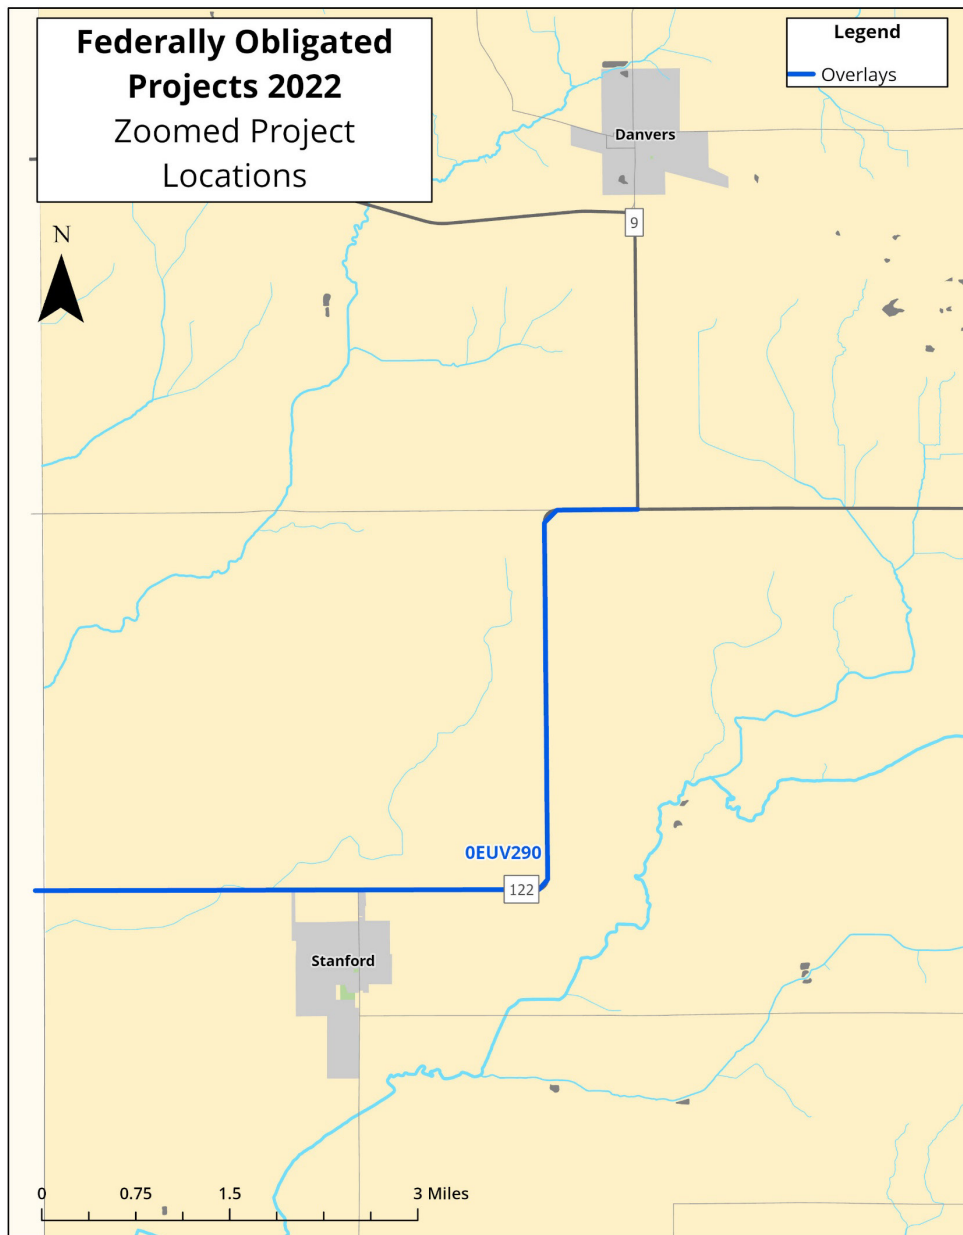 Federally Obligated
Projects 2022
Zoomed Project
Locations
Legend
Overlays
Danvers
9
N
0EUV290
122
Stanford
0 0.75 1.5 3 Miles